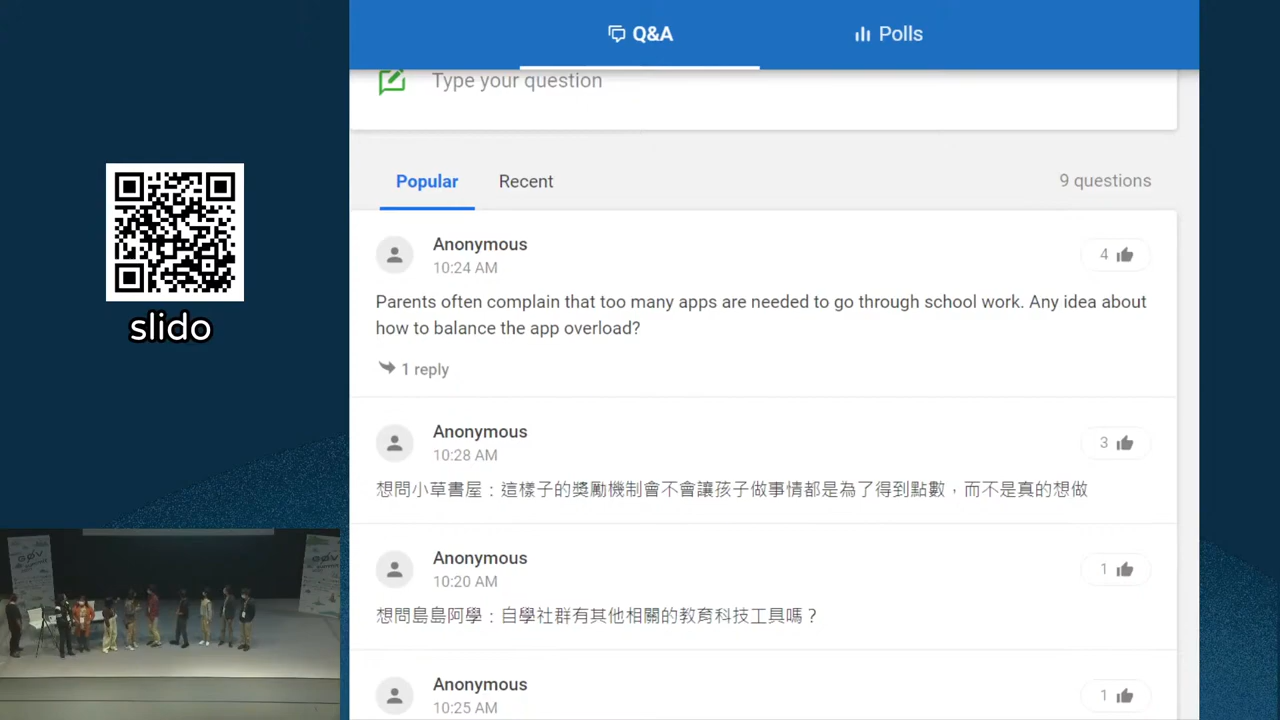 Q&A
Polls
Type your question
Popular
Recent
9 questions
Anonymous
4
10:24 AM
Parents often complain that too many apps are needed to go through school work. Any idea about
how to balance the app overload?
1 reply
Anonymous
3
10:28 AM
想問小草書屋：這樣子的獎勵機制會不會讓孩子做事情都是為了得到點數，而不是真的想做
Anonymous
1
10:20 AM
想問島島阿學：自學社群有其他相關的教育科技工具嗎？
Anonymous
1
10:25 AM
slido